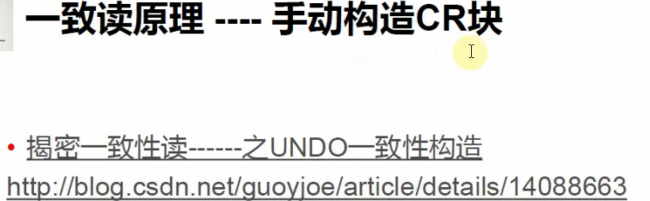 一致读原理 ---- 手动构造CR块
揭密一致性读------之UNDO一致性构造
http://blog.csdn.net/guoyjoe/article/details/14088663